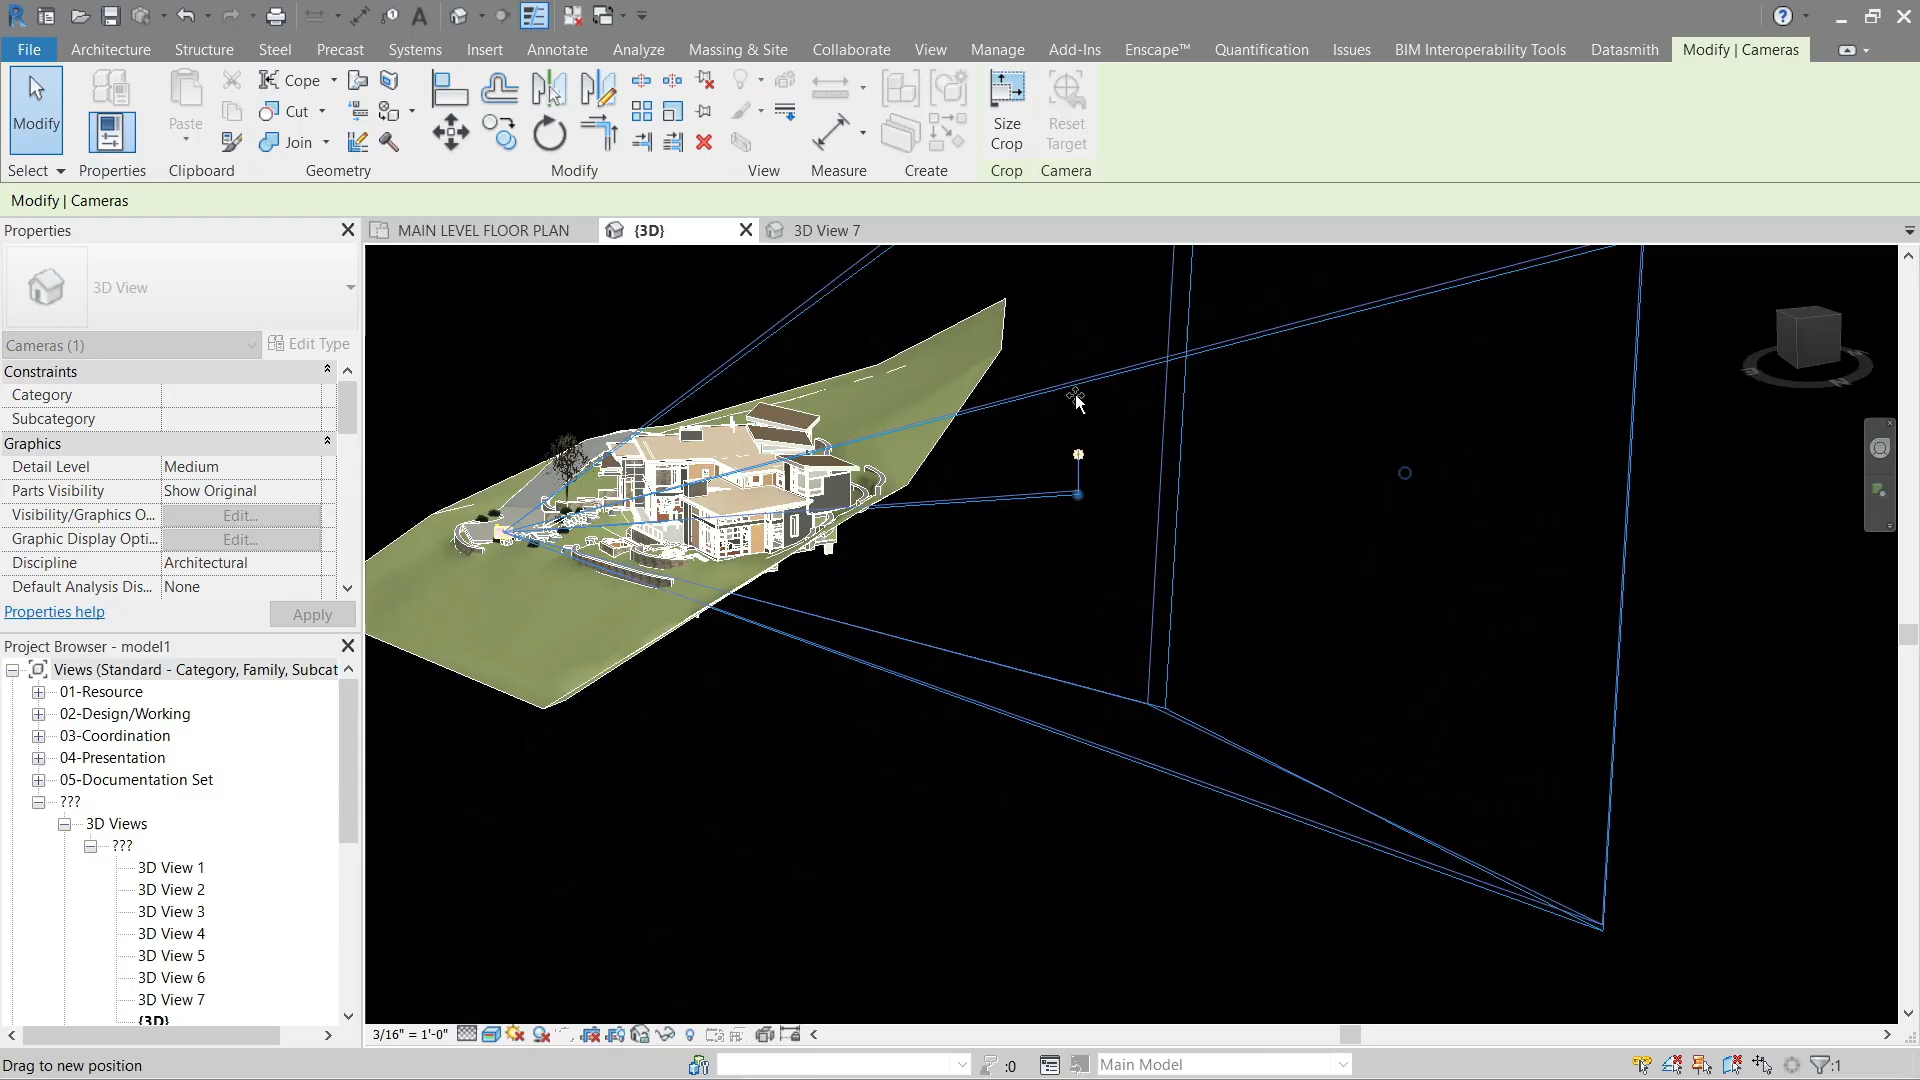 File Architecture Structure Steel Precast Systems Insert Annotate Analyze Massing & Site Collaborate View Manage Add-Ins Enscape™ Quantification Issues BIM Interoperability Tools Datasmith Modify | Cameras
Modify
Paste
Cope
Cut
Join
Size
Crop
Reset
Target
Select Properties Clipboard Geometry Modify View Measure Create Crop Camera
Modify | Cameras
Properties
MAIN LEVEL FLOOR PLAN {3D} 3D View 7
3D View
Cameras (1) Edit Type
Constraints
Category
Subcategory
Graphics
Detail Level Medium
Parts Visibility Show Original
Visibility/Graphics O... Edit...
Graphic Display Opti... Edit...
Discipline Architectural
Default Analysis Dis... None
Properties help Apply
Project Browser - model1
Views (Standard - Category, Family, Subcat
01-Resource
02-Design/Working
03-Coordination
04-Presentation
05-Documentation Set
???
3D Views
???
3D View 1
3D View 2
3D View 3
3D View 4
3D View 5
3D View 6
3D View 7
{3D}
3/16" = 1'-0"
Drag to new position :0 Main Model :1